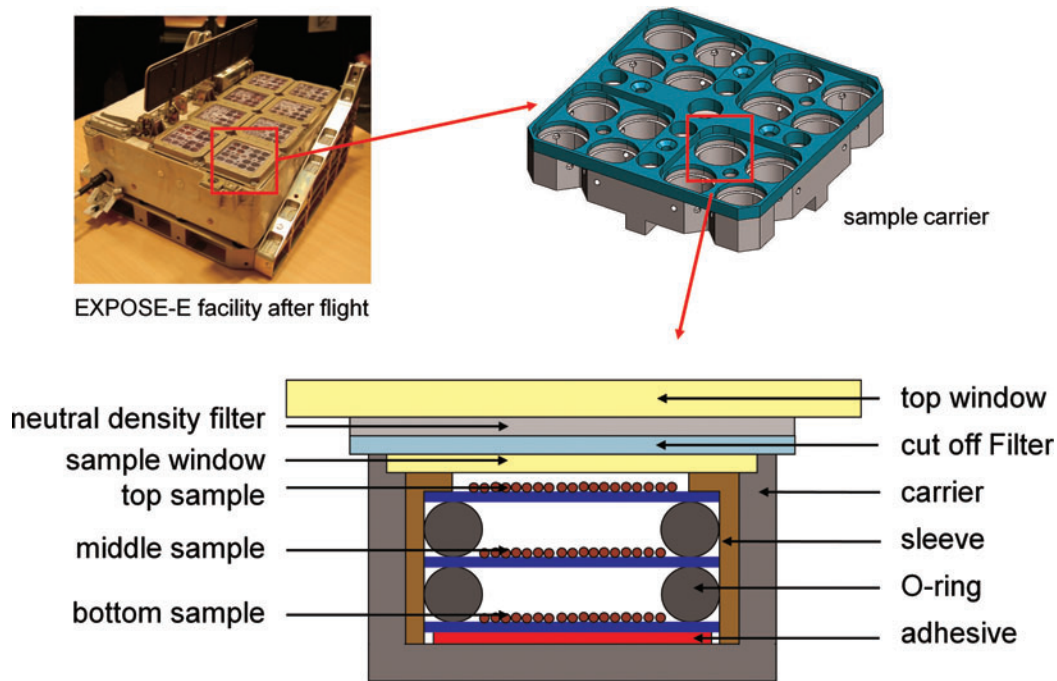 sample carrier
EXPOSE-E facility after flight
neutral density filter
sample window
top sample
middle sample
bottom sample
top window
cut off Filter
carrier
sleeve
O-ring
adhesive